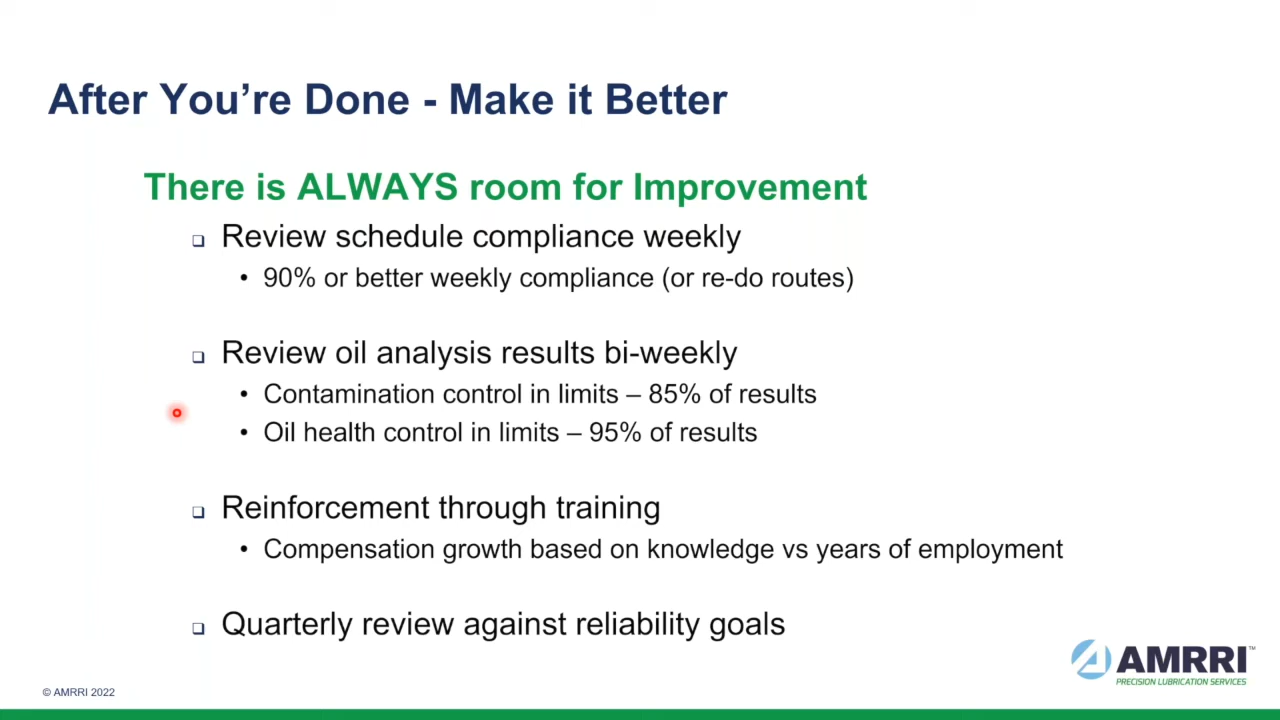 After You're Done - Make it Better
There is ALWAYS room for Improvement
❑ Review schedule compliance weekly
• 90% or better weekly compliance (or re-do routes)
❑ Review oil analysis results bi-weekly
• Contamination control in limits – 85% of results
• Oil health control in limits – 95% of results
❑ Reinforcement through training
• Compensation growth based on knowledge vs years of employment
❑ Quarterly review against reliability goals
AMRRI™
PRECISION LUBRICATION SERVICES
© AMRRI 2022